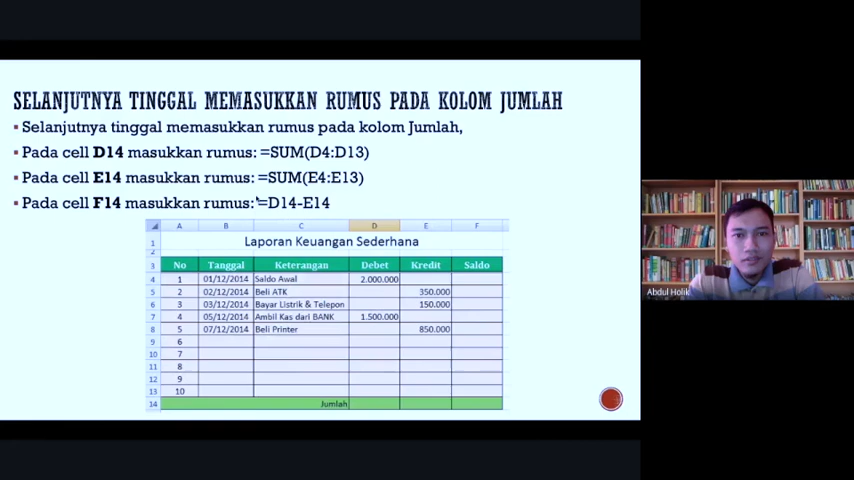 SELANJUTNYA TINGGAL MEMASUKKAN RUMUS PADA KOLOM JUMLAH
▪ Selanjutnya tinggal memasukkan rumus pada kolom Jumlah,
▪ Pada cell D14 masukkan rumus: =SUM(D4:D13)
▪ Pada cell E14 masukkan rumus: =SUM(E4:E13)
▪ Pada cell F14 masukkan rumus: =D14-E14
A B C D E F
1 Laporan Keuangan Sederhana
2
3 No Tanggal Keterangan Debet Kredit Saldo
4 1 01/12/2014 Saldo Awal 2.000.000
5 2 02/12/2014 Beli ATK 350.000
6 3 03/12/2014 Bayar Listrik & Telepon 150.000
7 4 05/12/2014 Ambil Kas dari BANK 1.500.000
8 5 07/12/2014 Beli Printer 850.000
9 6
10 7
11 8
12 9
13 10
14 Jumlah
Abdul Holik